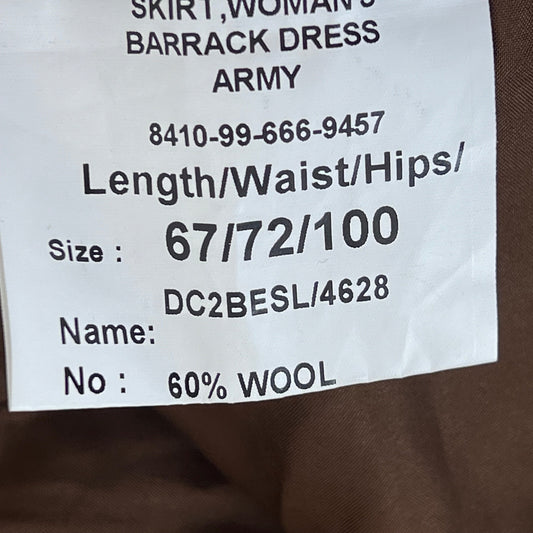 SKIRT,WOMAN'S
BARRACK DRESS
ARMY
8410-99-666-9457
Length/Waist/Hips/
Size : 67/72/100
DC2BESL/4628
Name:
No : 60% WOOL